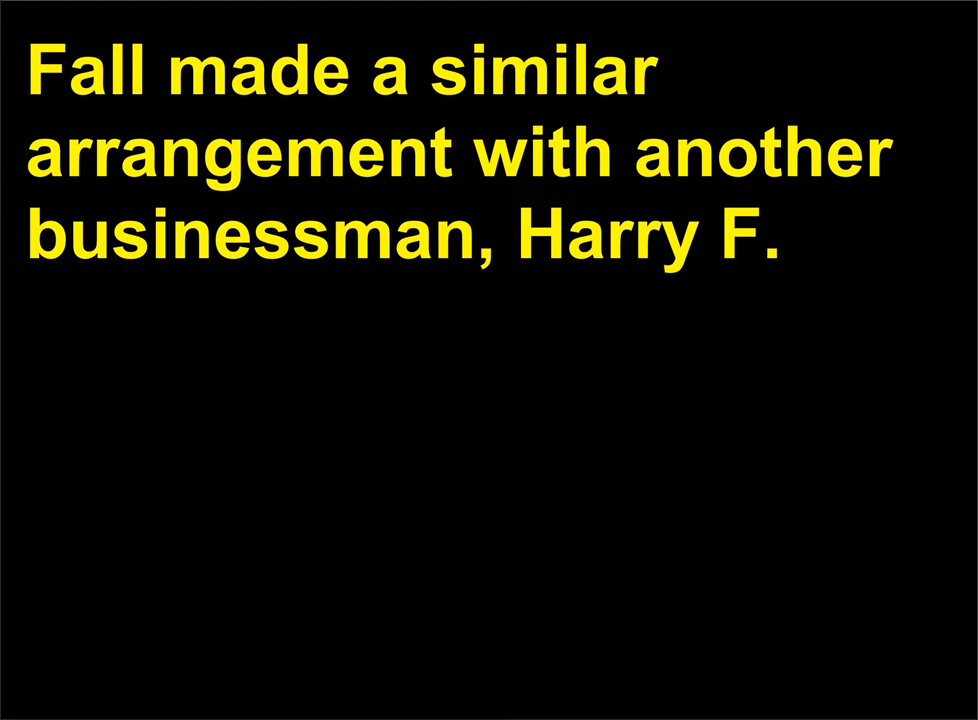 Fall made a similar
arrangement with another
businessman, Harry F.